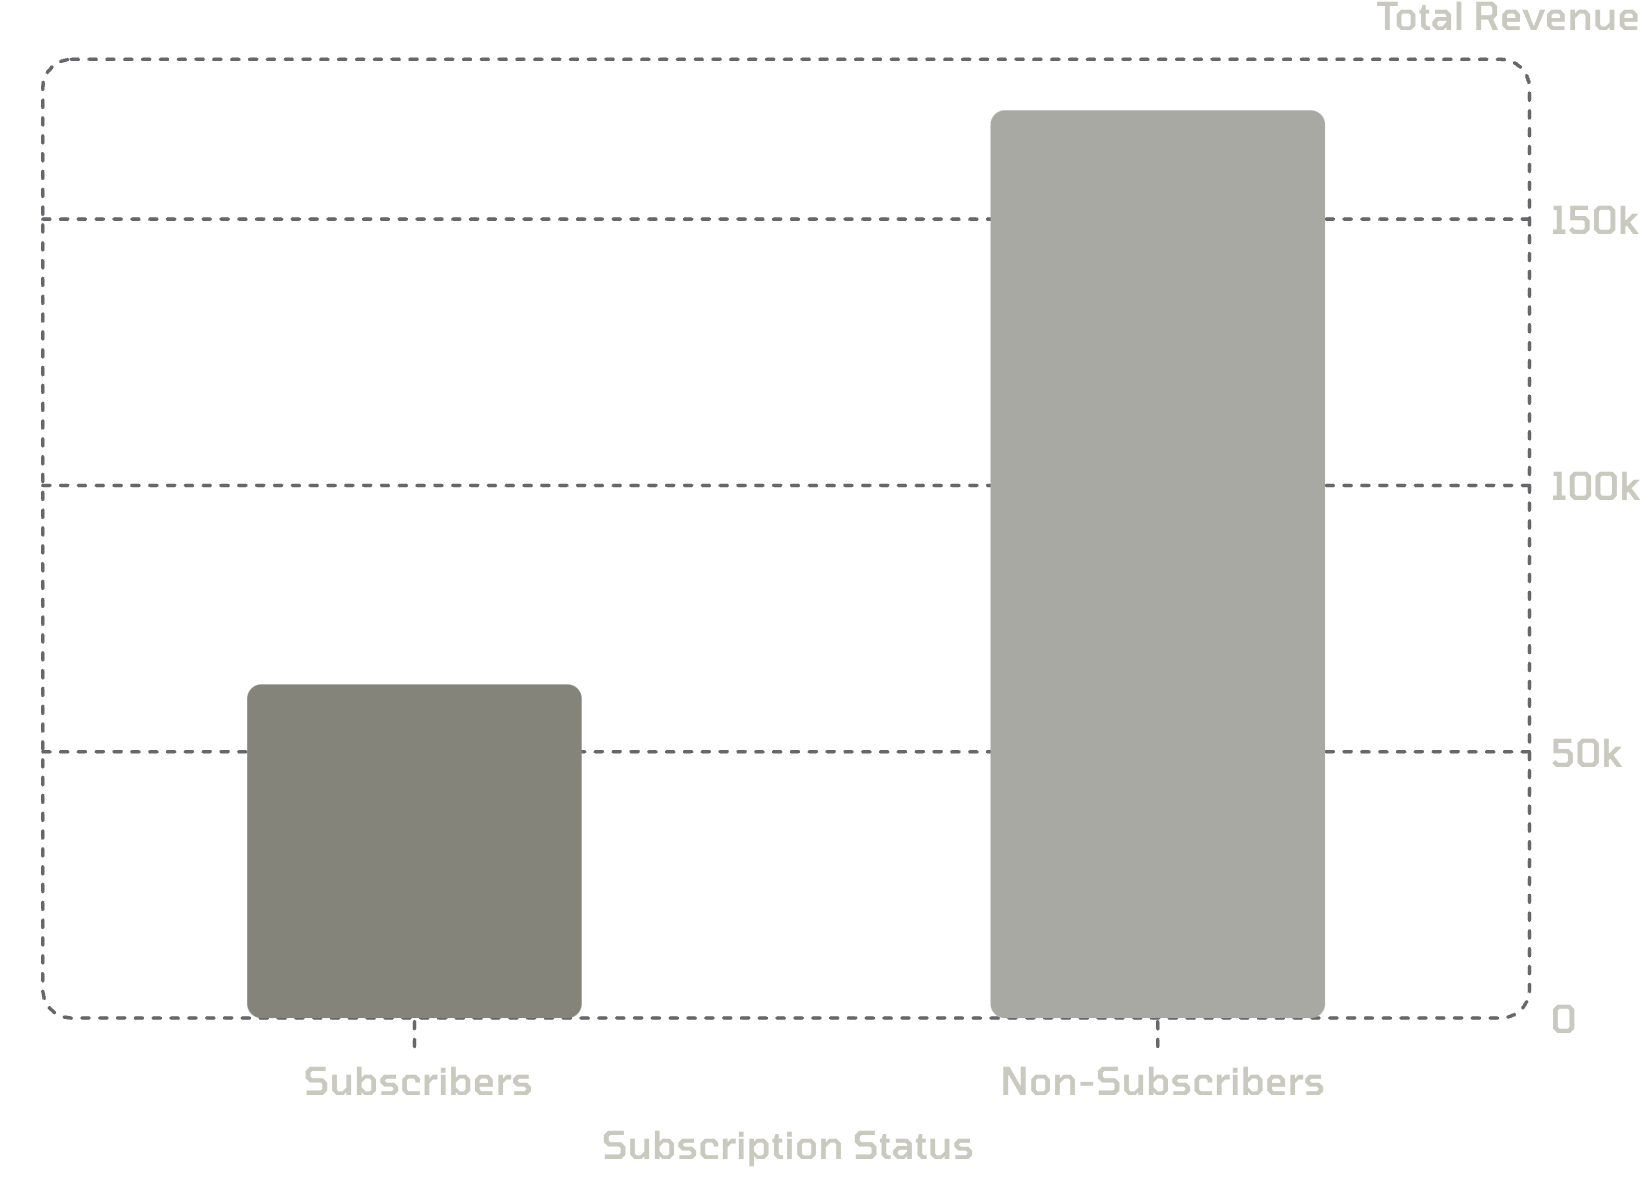 Total Revenue
150k
100k
50k
0
Subscribers
Non-Subscribers
Subscription Status